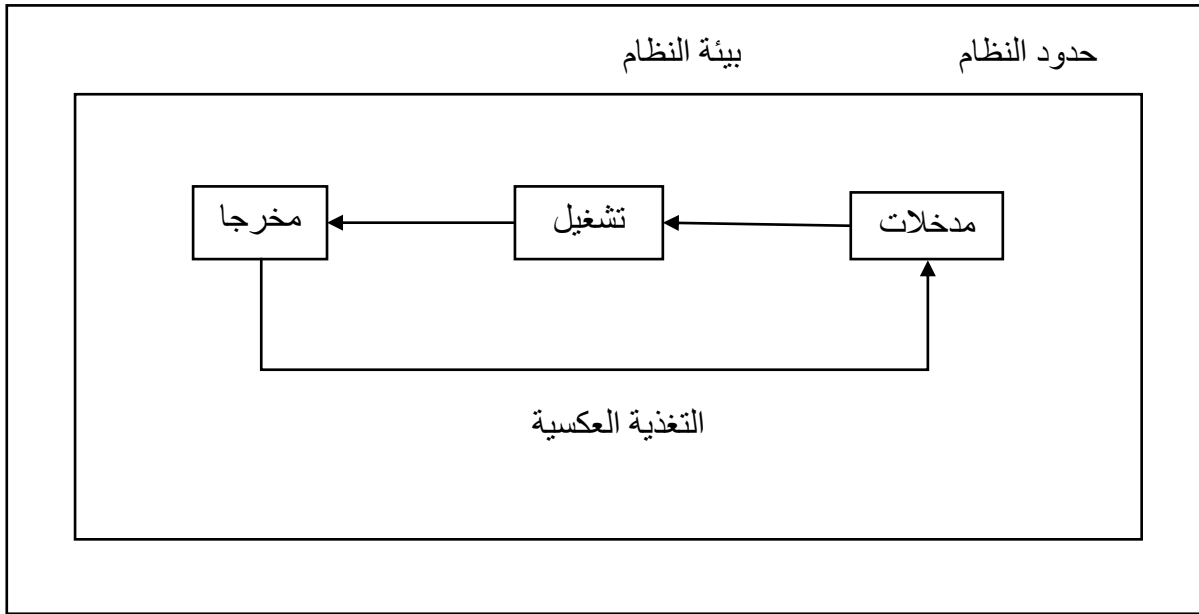 حدود النظام
بيئة النظام
مدخلات
تشغيل
مخرجا
التغذية العكسية